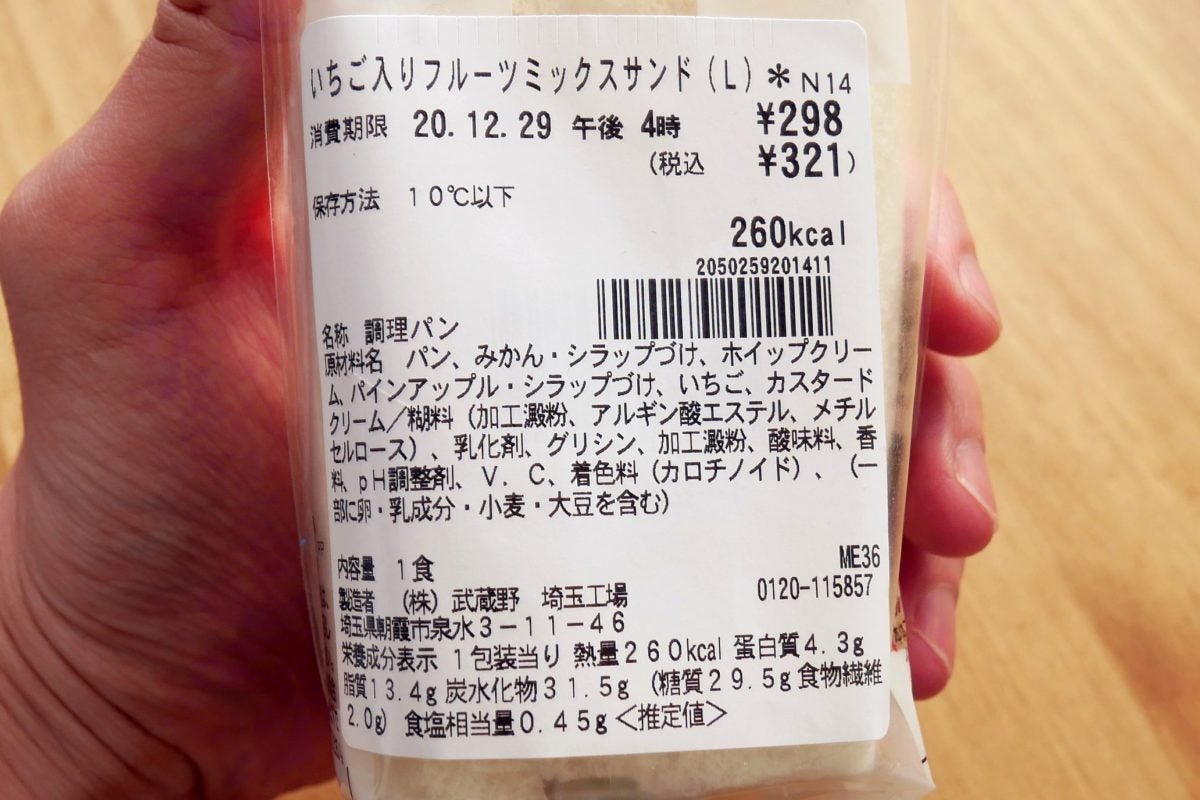 いちご入りフルーツミックスサンド(L)＊N14
消費期限 20.12.29 午後 4時 ¥298
(税込 ¥321)
保存方法 １０℃以下
260kcal
2050259201411
名称 調理パン
原材料名 パン、みかん・シラップづけ、ホイップクリー
ム、パインアップル・シラップづけ、いちご、カスタード
クリーム／糊料（加工澱粉、アルギン酸エステル、メチル
セルロース）、乳化剤、グリシン、加工澱粉、酸味料、香
料、ｐＨ調整剤、Ｖ．Ｃ、着色料（カロチノイド）、（一
部に卵・乳成分・小麦・大豆を含む）
内容量 １食 ME36
製造者 （株）武蔵野 埼玉工場 0120-115857
埼玉県朝霞市泉水３－１１－４６
栄養成分表示 １包装当り 熱量２６０kcal 蛋白質４.３g
脂質１３.４g 炭水化物３１.５g （糖質２９.５g 食物繊維
２.０g） 食塩相当量０.４５g＜推定値＞